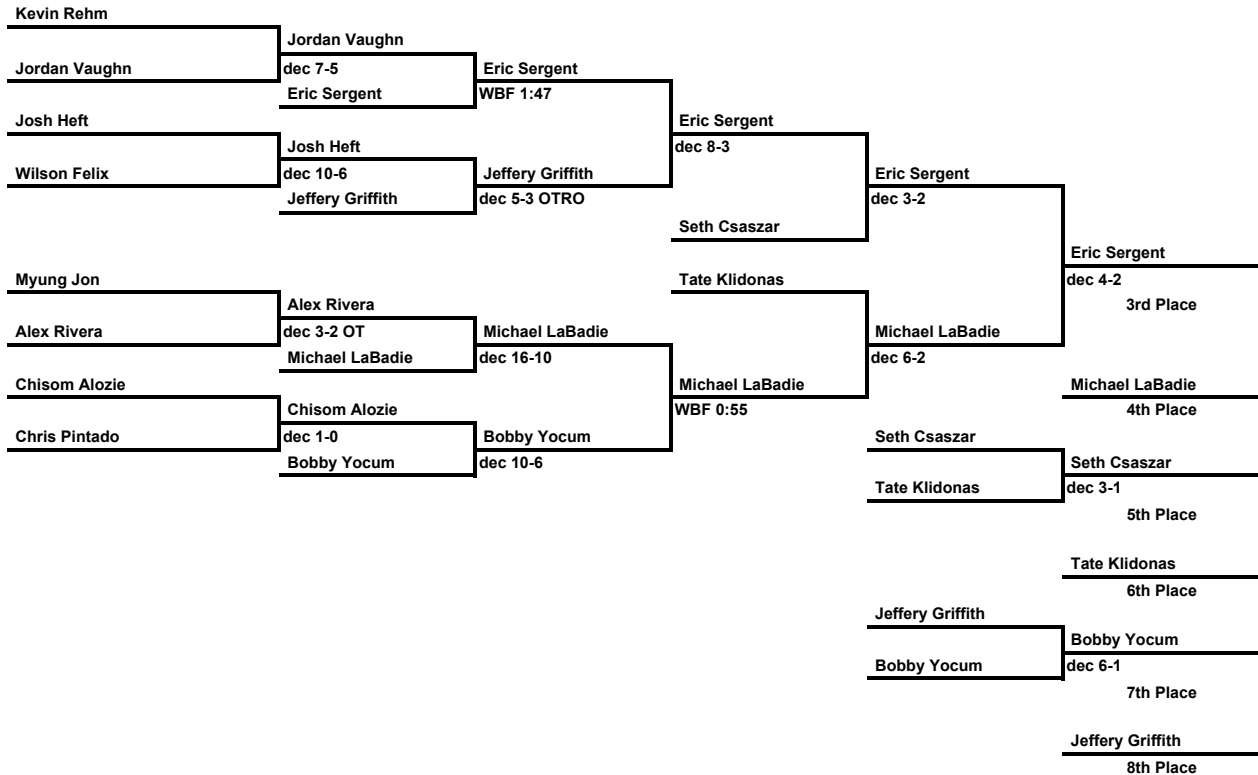 Kevin Rehm
Jordan Vaughn
Jordan Vaughn
dec 7-5
Eric Sergent
Eric Sergent
WBF 1:47
Josh Heft
Josh Heft
Wilson Felix
dec 10-6
Jeffery Griffith
Jeffery Griffith
dec 5-3 OTRO
Eric Sergent
dec 8-3
Seth Csaszar
Eric Sergent
dec 3-2
Eric Sergent
dec 4-2
3rd Place
Myung Jon
Alex Rivera
Alex Rivera
dec 3-2 OT
Michael LaBadie
Michael LaBadie
dec 16-10
Tate Klidonas
Michael LaBadie
dec 6-2
Chisom Alozie
Chisom Alozie
Chris Pintado
dec 1-0
Bobby Yocum
Bobby Yocum
dec 10-6
Michael LaBadie
WBF 0:55
Michael LaBadie
4th Place
Seth Csaszar
Tate Klidonas
Seth Csaszar
dec 3-1
5th Place
Tate Klidonas
6th Place
Jeffery Griffith
Bobby Yocum
Bobby Yocum
dec 6-1
7th Place
Jeffery Griffith
8th Place